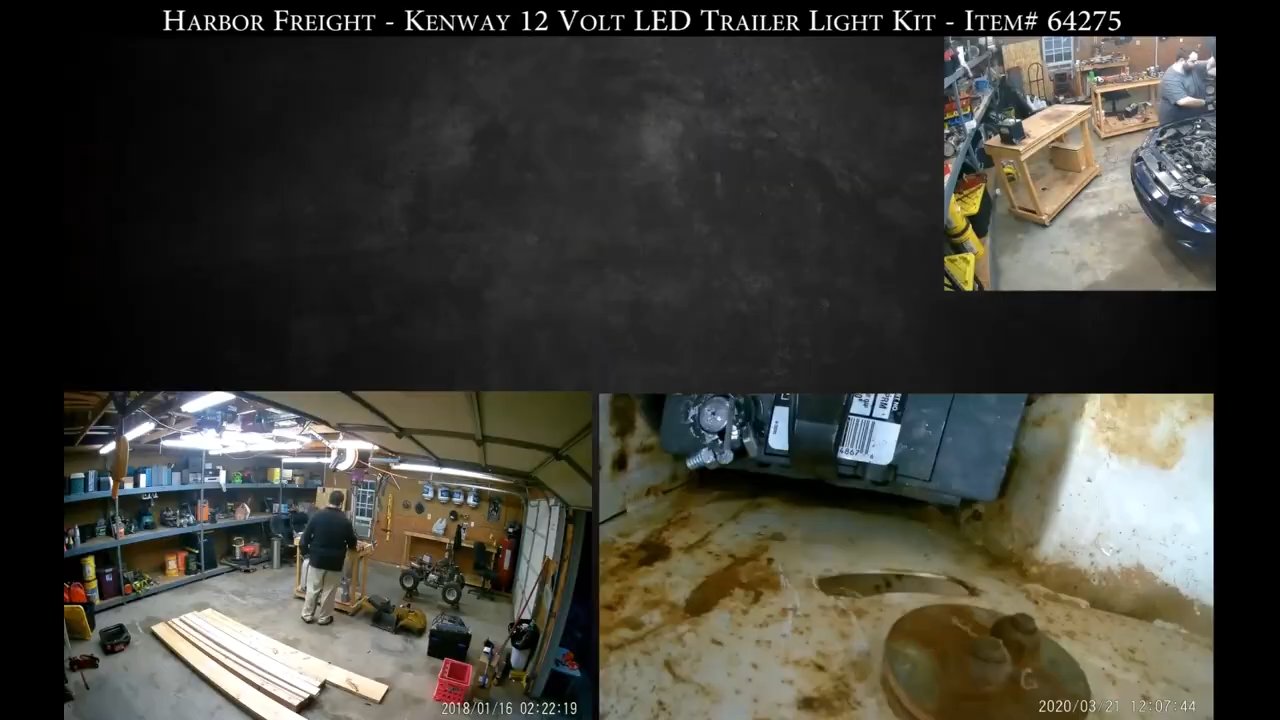 Harbor Freight - Kenway 12 Volt LED Trailer Light Kit - Item# 64275
2018/01/16 02:22:19
2020/03/21 12:07:44